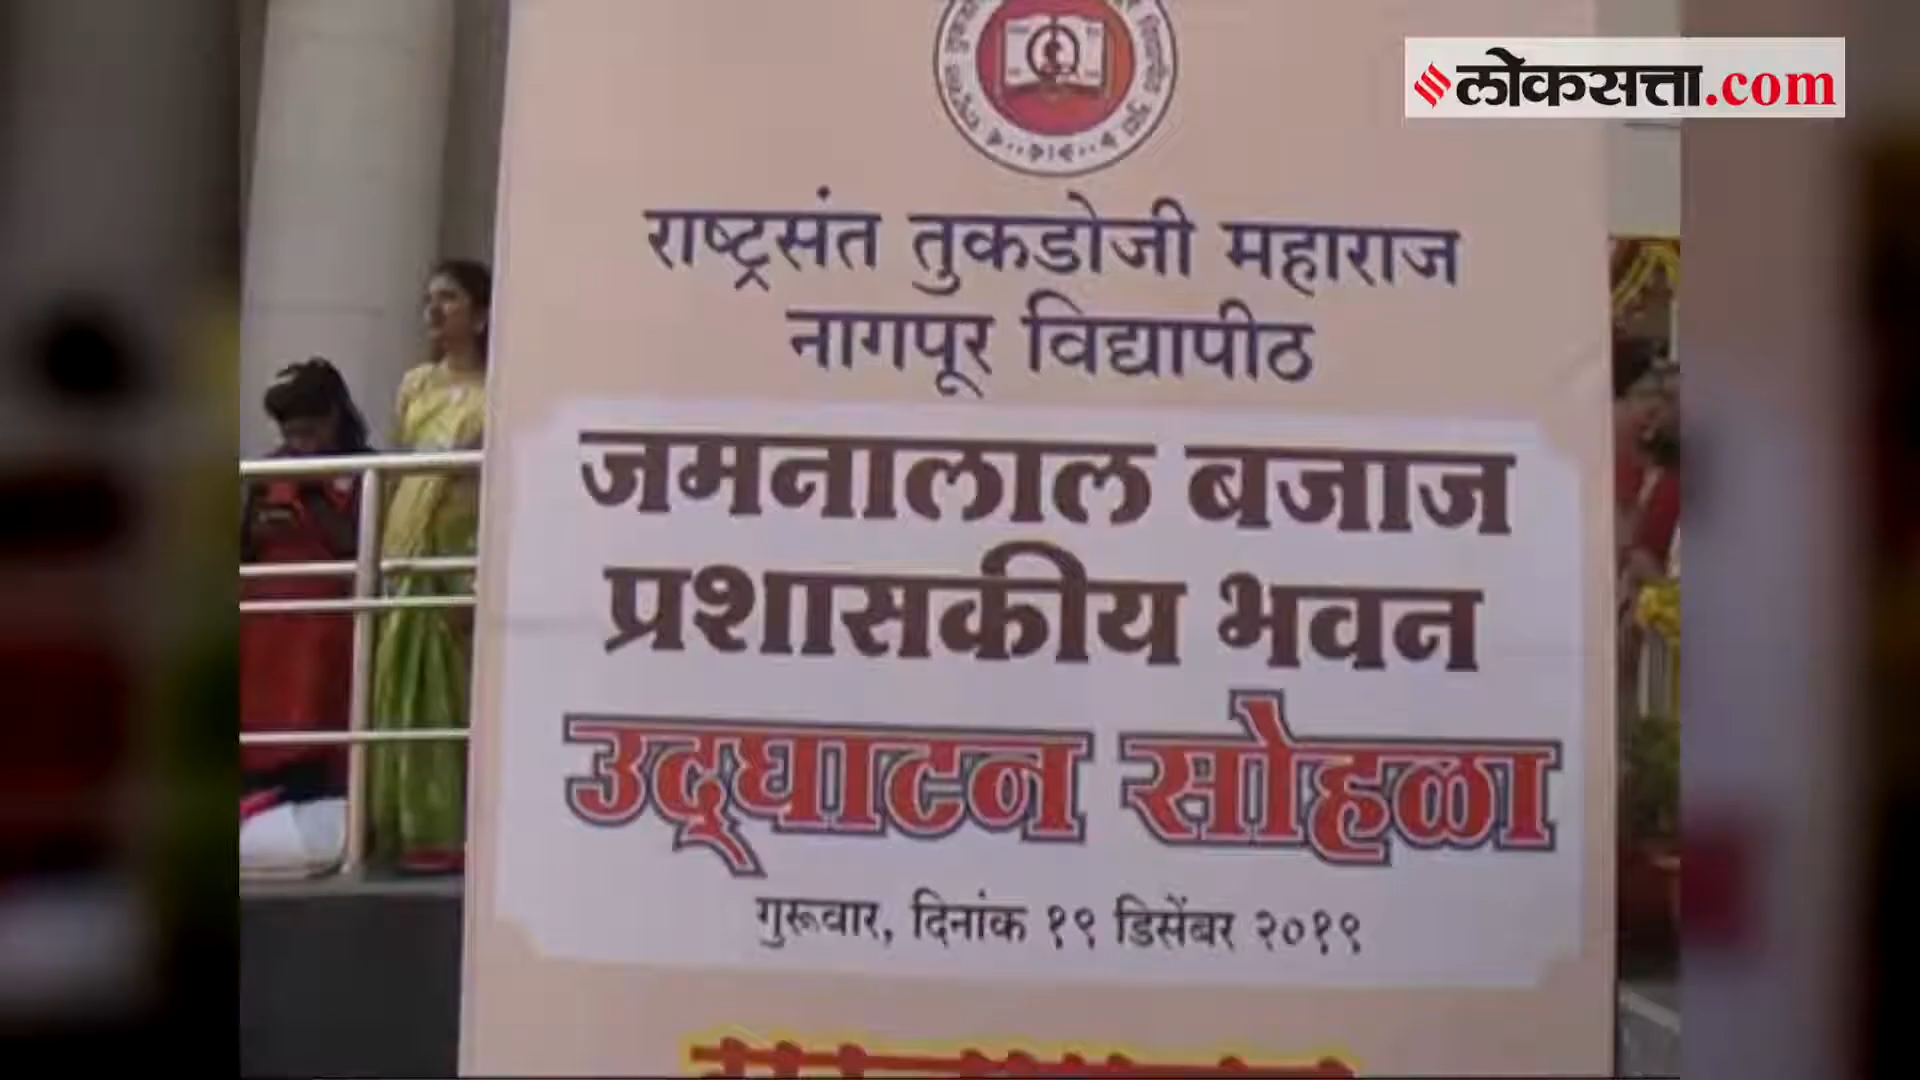 लोकसत्ता.com
राष्ट्रसंत तुकडोजी महाराज
नागपूर विद्यापीठ
जमनालाल बजाज
प्रशासकीय भवन
उद्‌घाटन सोहळा
गुरूवार, दिनांक १९ डिसेंबर २०१९